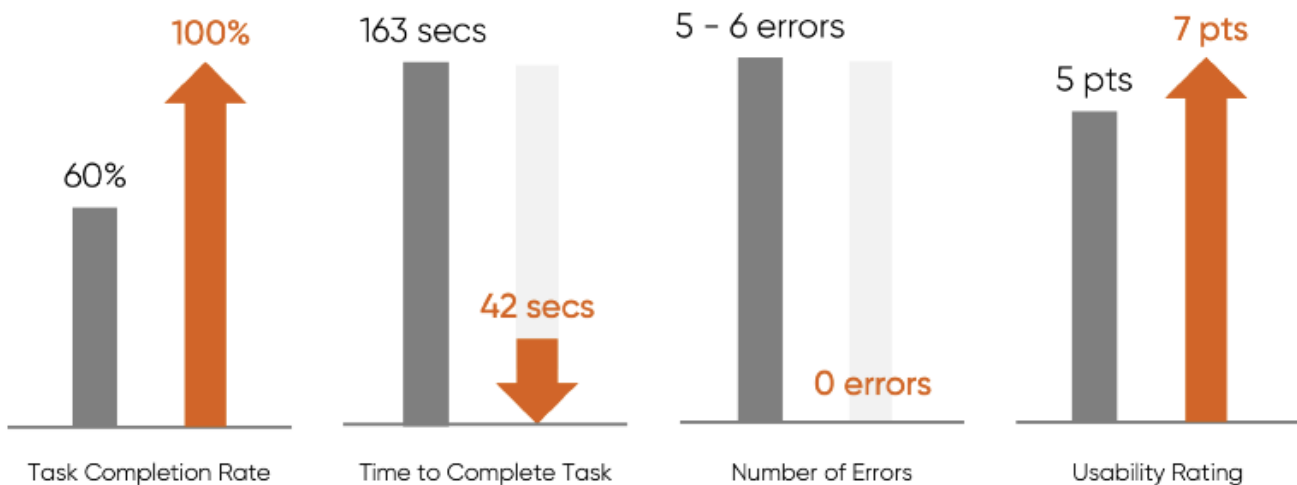 100%
60%
Task Completion Rate
163 secs
42 secs
Time to Complete Task
5 - 6 errors
0 errors
Number of Errors
7 pts
5 pts
Usability Rating